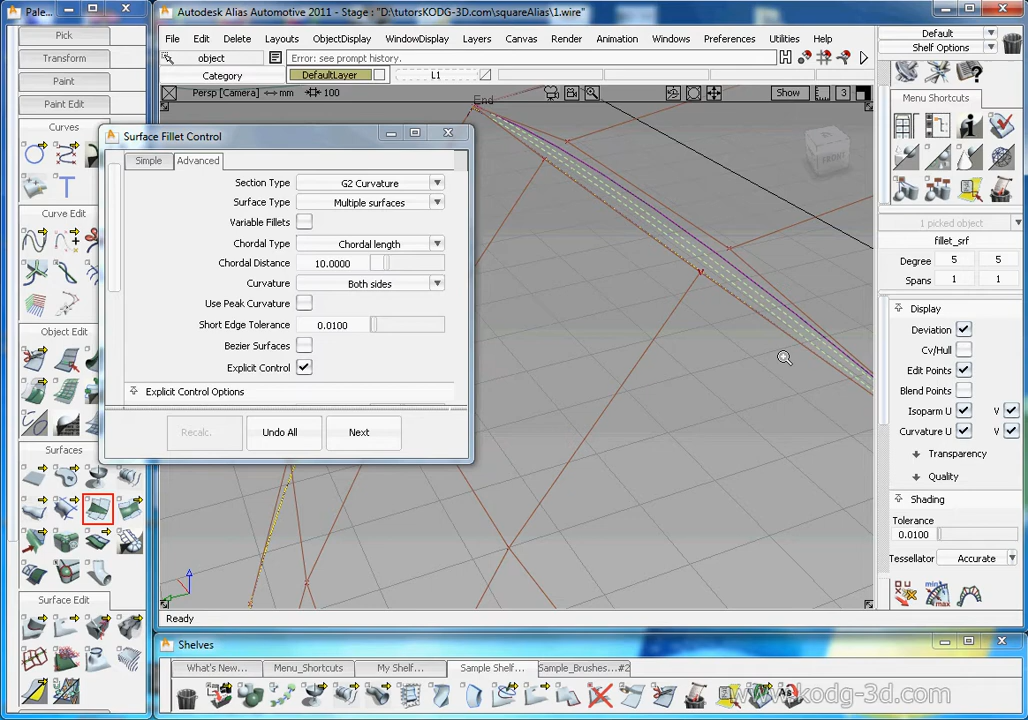 Pale...
Autodesk Alias Automotive 2011 - Stage : "D:\tutorsKODG-3D.com\squareAlias\1.wire"
Pick
Transform
Paint
Paint Edit
Curves
Curve Edit
Object Edit
Surfaces
Surface Edit
File Edit Delete Layouts ObjectDisplay WindowDisplay Layers Canvas Render Animation Windows Preferences Utilities Help
object
Error: see prompt history.
Category
DefaultLayer
L1
Persp [Camera] mm 100
Show
3
End
FRONT
Surface Fillet Control
Simple Advanced
Section Type G2 Curvature
Surface Type Multiple surfaces
Variable Fillets
Chordal Type Chordal length
Chordal Distance 10.0000
Curvature Both sides
Use Peak Curvature
Short Edge Tolerance 0.0100
Bezier Surfaces
Explicit Control
Explicit Control Options
Recalc. Undo All Next
Default
Shelf Options
Menu Shortcuts
1 picked object
fillet_srf
Degree 5 5
Spans 1 1
Display
Deviation
Cv/Hull
Edit Points
Blend Points
Isoparm U V
Curvature U V
Transparency
Quality
Shading
Tolerance
0.0100
Tessellator Accurate
Ready
Shelves
What's New... Menu_Shortcuts My Shelf... Sample Shelf... Sample_Brushes...#2
www.kodg-3d.com